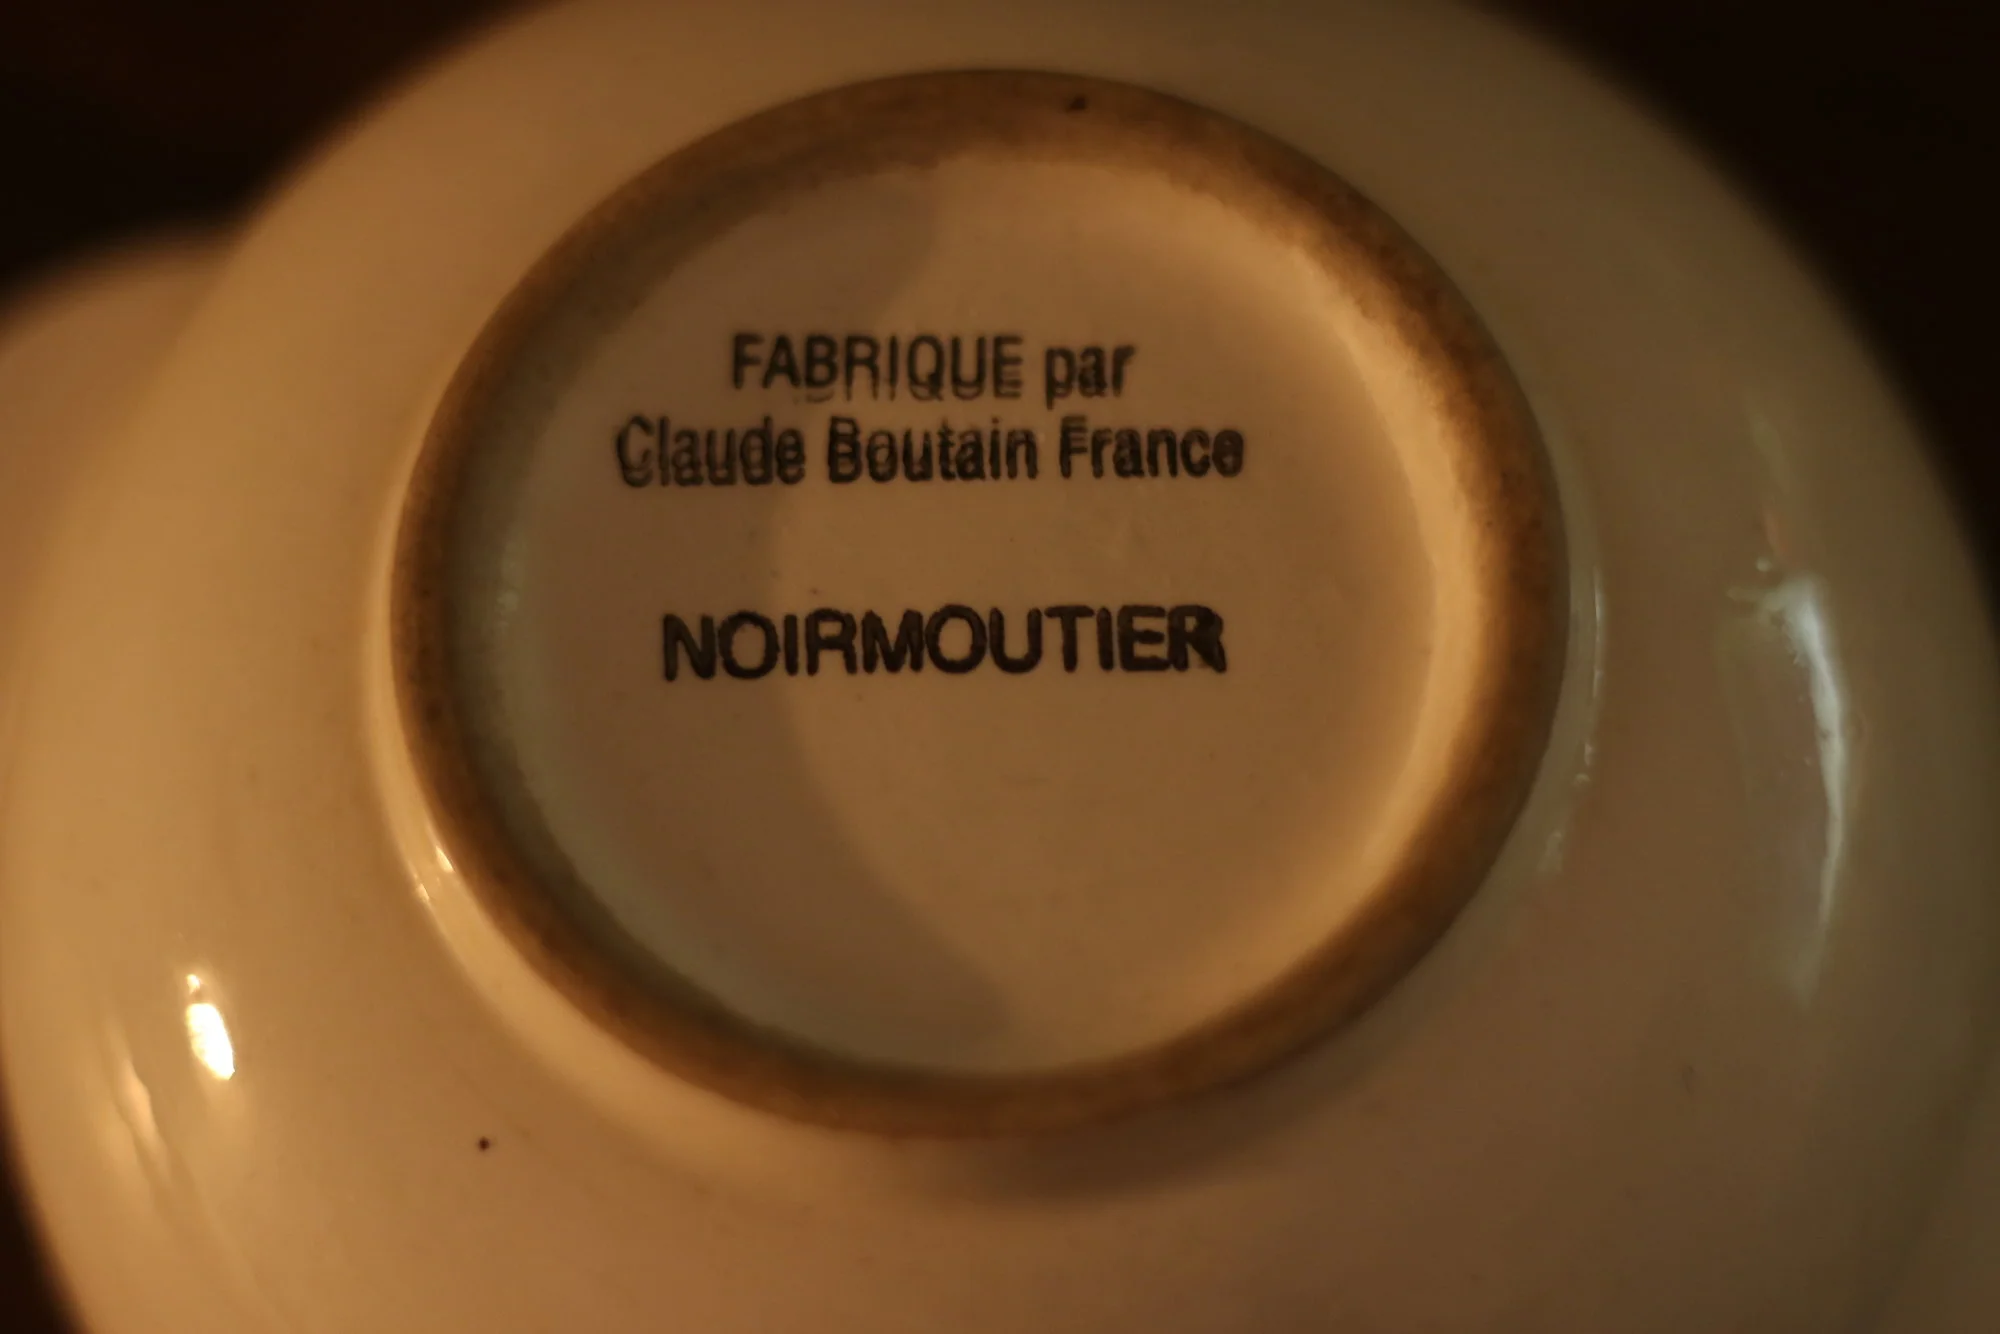 FABRIQUE par
Claude Boutain France
NOIRMOUTIER